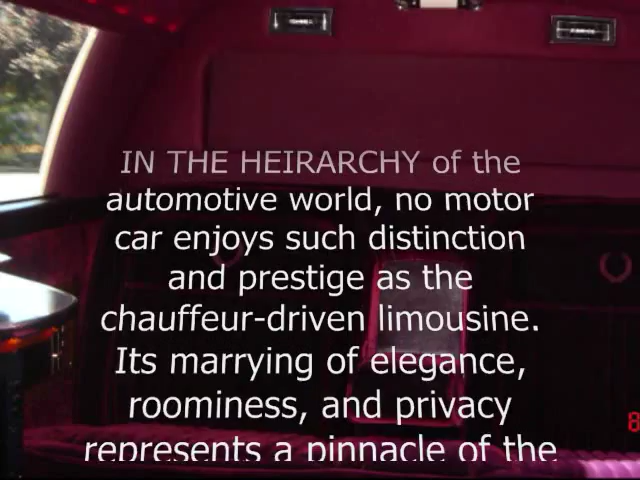 IN THE HEIRARCHY of the
automotive world, no motor
car enjoys such distinction
and prestige as the
chauffeur-driven limousine.
Its marrying of elegance,
roominess, and privacy
represents a pinnacle of the
8